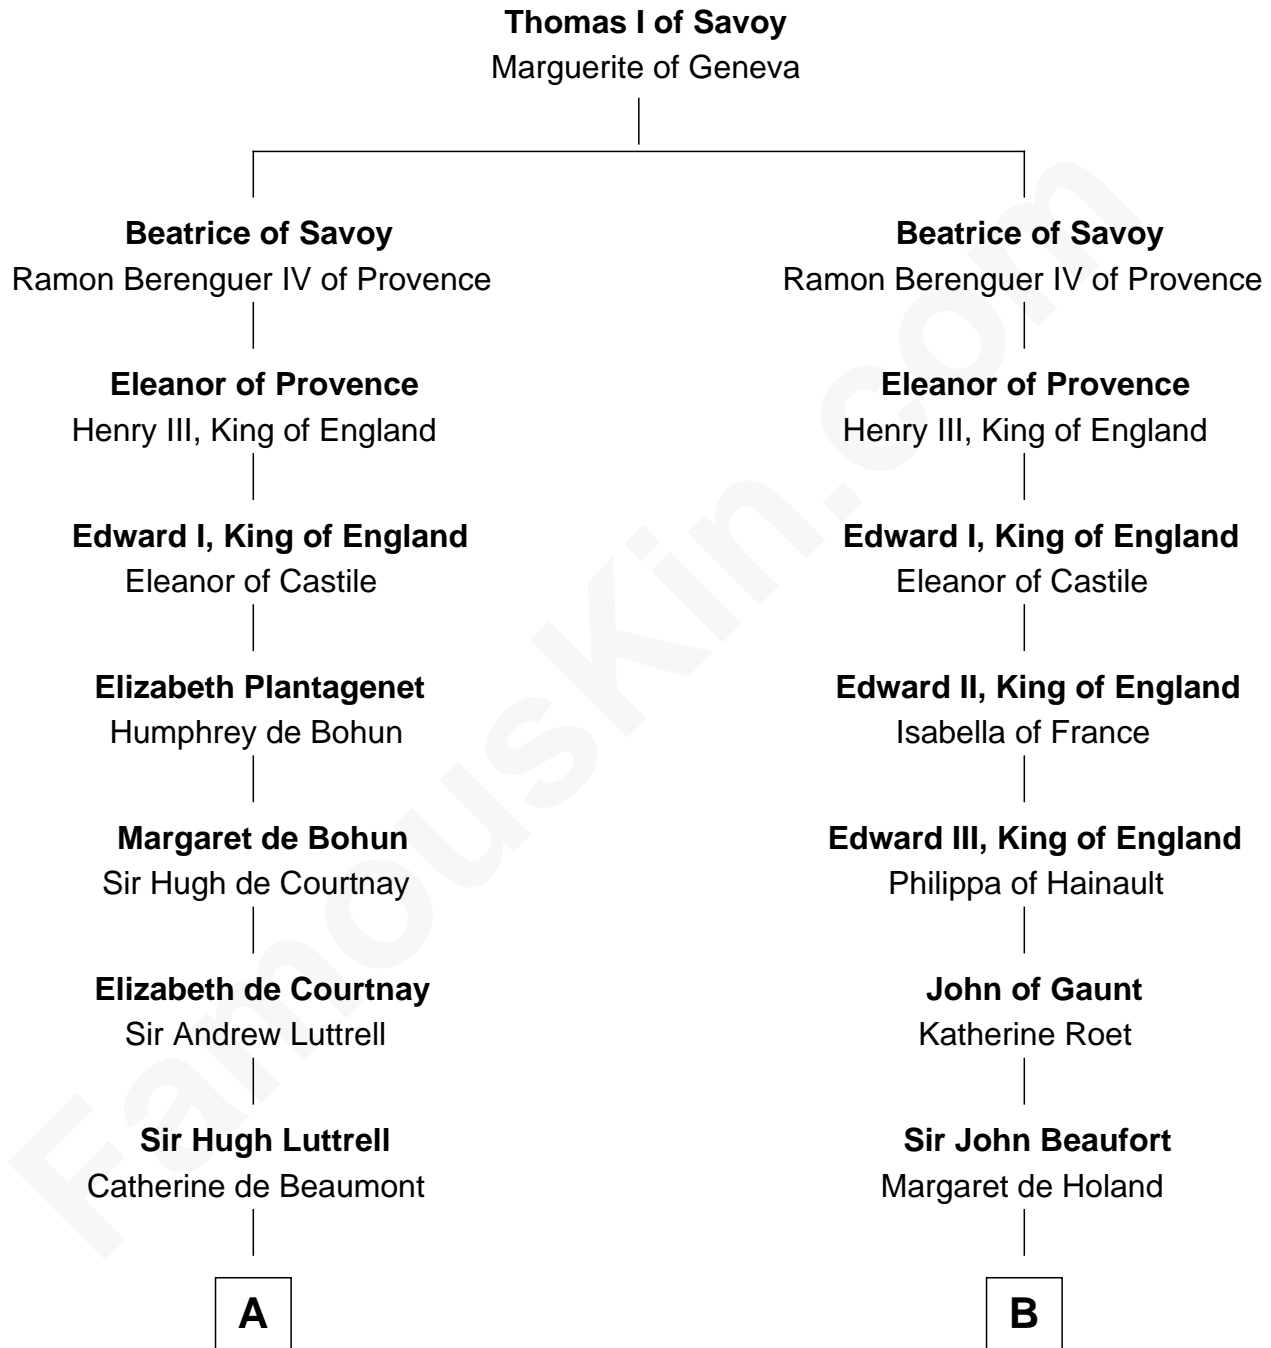 Thomas I of Savoy
Marguerite of Geneva
Beatrice of Savoy
Ramon Berenguer IV of Provence
Eleanor of Provence
Henry III, King of England
Edward I, King of England
Eleanor of Castile
Elizabeth Plantagenet
Humphrey de Bohun
Margaret de Bohun
Sir Hugh de Courtnay
Elizabeth de Courtnay
Sir Andrew Luttrell
Sir Hugh Luttrell
Catherine de Beaumont
A
Beatrice of Savoy
Ramon Berenguer IV of Provence
Eleanor of Provence
Henry III, King of England
Edward I, King of England
Eleanor of Castile
Edward II, King of England
Isabella of France
Edward III, King of England
Philippa of Hainault
John of Gaunt
Katherine Roet
Sir John Beaufort
Margaret de Holand
B
FamousKin.com